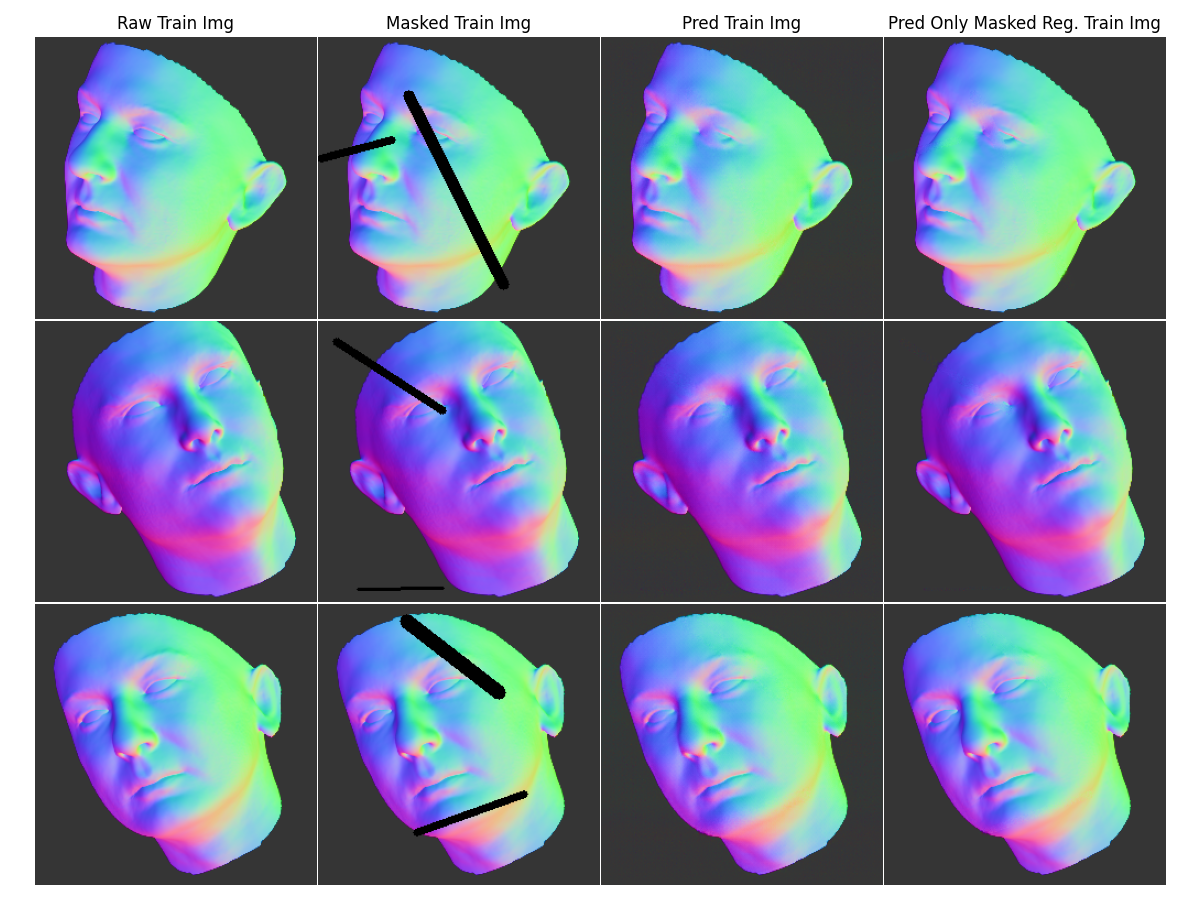 Raw Train Img
Masked Train Img
Pred Train Img
Pred Only Masked Reg. Train Img